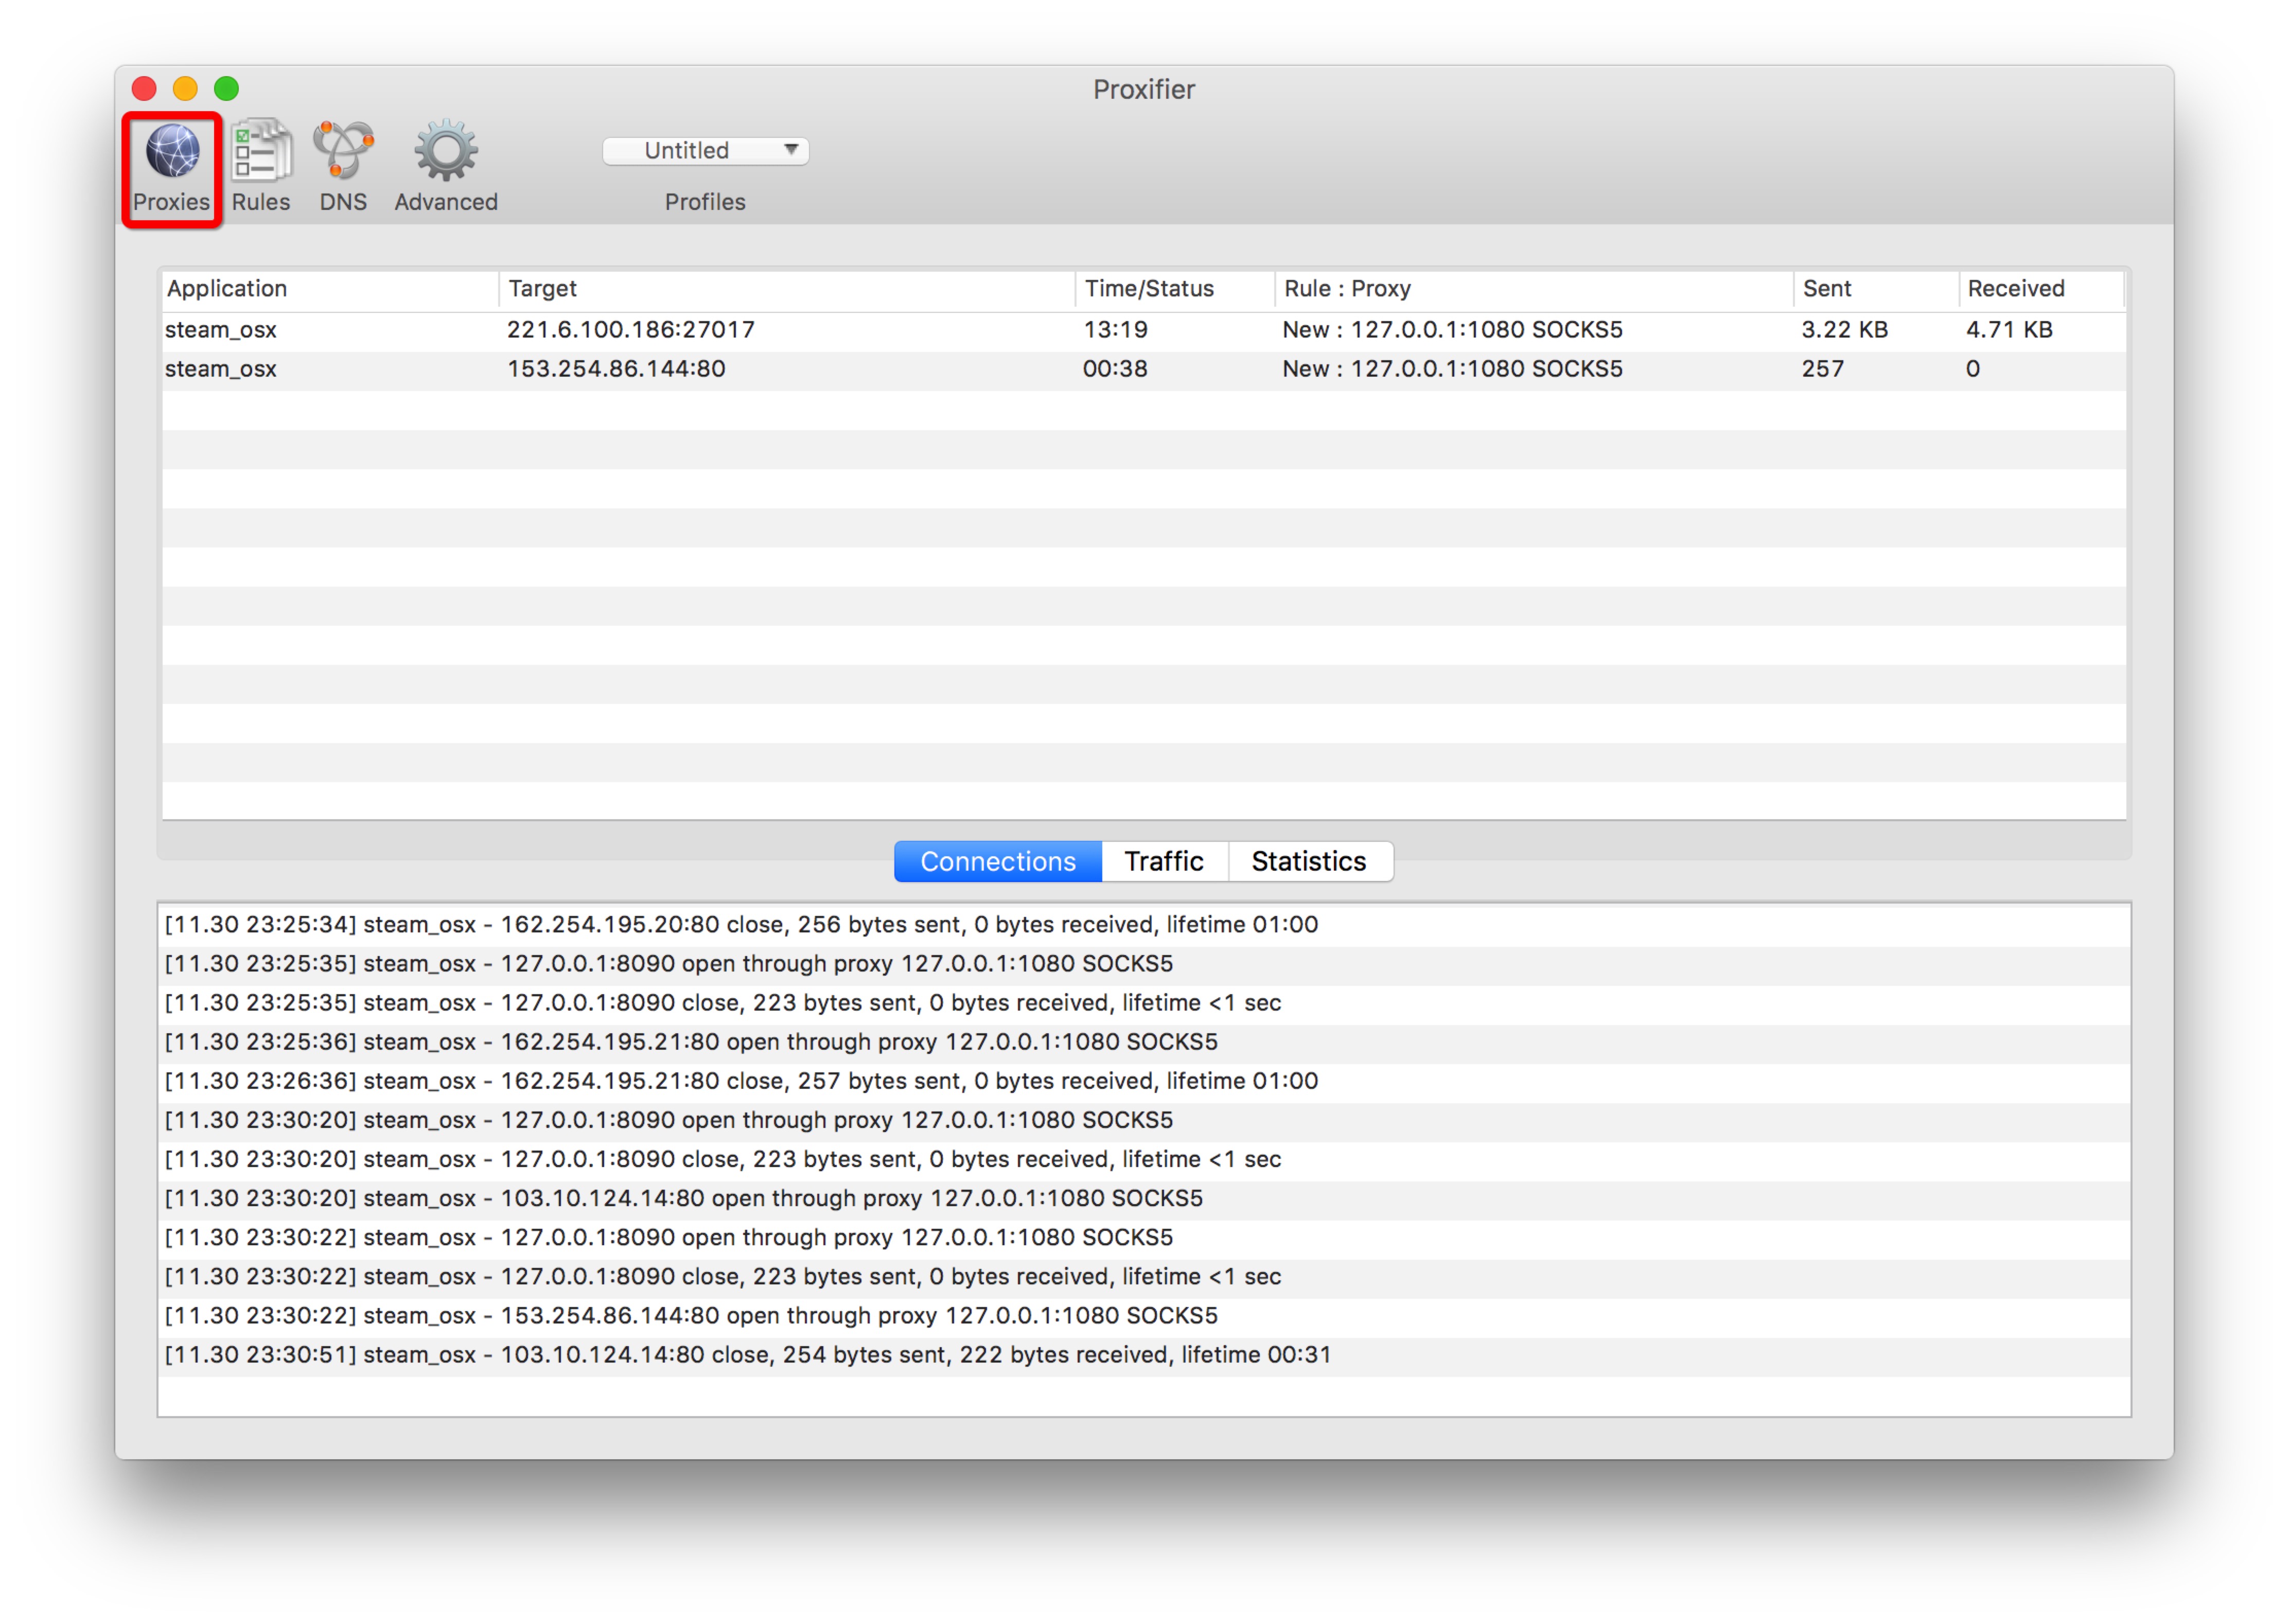 Proxifier
Proxies Rules DNS Advanced
Untitled
Profiles
Application Target Time/Status Rule : Proxy Sent Received
steam_osx 221.6.100.186:27017 13:19 New : 127.0.0.1:1080 SOCKS5 3.22 KB 4.71 KB
steam_osx 153.254.86.144:80 00:38 New : 127.0.0.1:1080 SOCKS5 257 0
Connections Traffic Statistics
[11.30 23:25:34] steam_osx - 162.254.195.20:80 close, 256 bytes sent, 0 bytes received, lifetime 01:00
[11.30 23:25:35] steam_osx - 127.0.0.1:8090 open through proxy 127.0.0.1:1080 SOCKS5
[11.30 23:25:35] steam_osx - 127.0.0.1:8090 close, 223 bytes sent, 0 bytes received, lifetime <1 sec
[11.30 23:25:36] steam_osx - 162.254.195.21:80 open through proxy 127.0.0.1:1080 SOCKS5
[11.30 23:26:36] steam_osx - 162.254.195.21:80 close, 257 bytes sent, 0 bytes received, lifetime 01:00
[11.30 23:30:20] steam_osx - 127.0.0.1:8090 open through proxy 127.0.0.1:1080 SOCKS5
[11.30 23:30:20] steam_osx - 127.0.0.1:8090 close, 223 bytes sent, 0 bytes received, lifetime <1 sec
[11.30 23:30:20] steam_osx - 103.10.124.14:80 open through proxy 127.0.0.1:1080 SOCKS5
[11.30 23:30:22] steam_osx - 127.0.0.1:8090 open through proxy 127.0.0.1:1080 SOCKS5
[11.30 23:30:22] steam_osx - 127.0.0.1:8090 close, 223 bytes sent, 0 bytes received, lifetime <1 sec
[11.30 23:30:22] steam_osx - 153.254.86.144:80 open through proxy 127.0.0.1:1080 SOCKS5
[11.30 23:30:51] steam_osx - 103.10.124.14:80 close, 254 bytes sent, 222 bytes received, lifetime 00:31